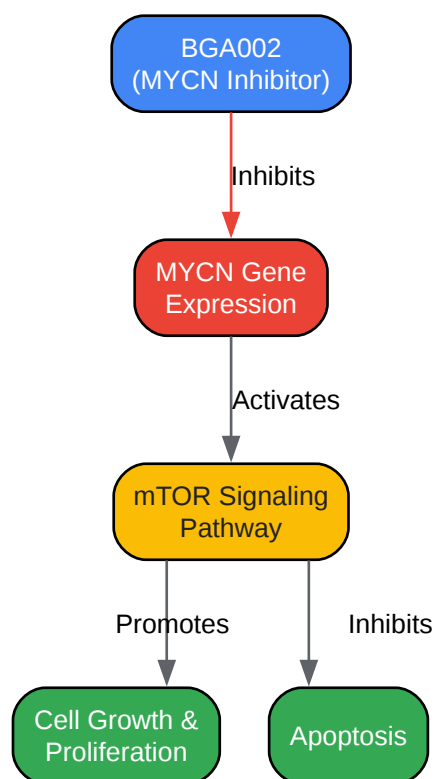 BGA002
(MYCN Inhibitor)
Inhibits
MYCN Gene
Expression
Activates
mTOR Signaling
Pathway
Promotes
Inhibits
Cell Growth &
Proliferation
Apoptosis